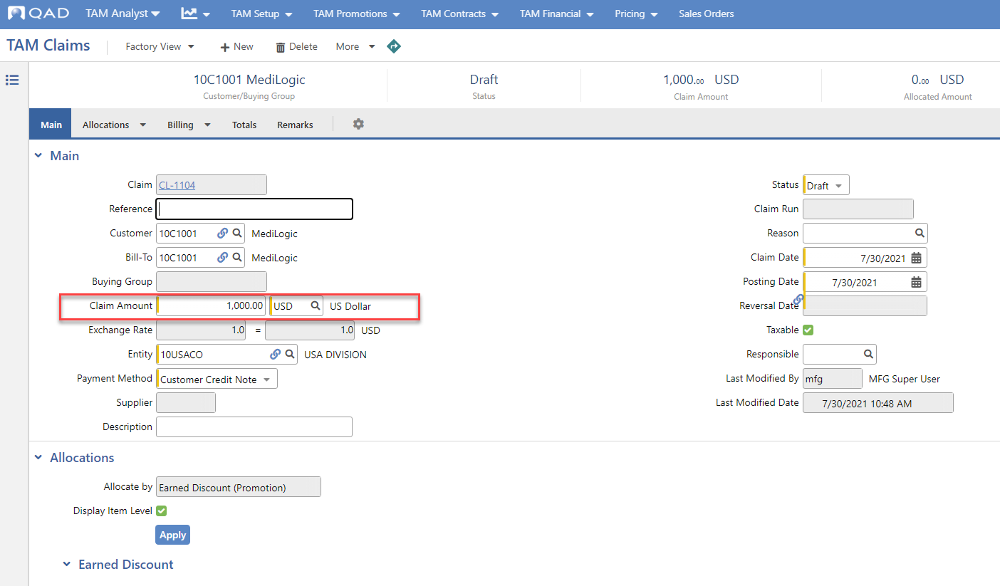 QAD TAM Analyst TAM Setup TAM Promotions TAM Contracts TAM Financial Pricing Sales Orders
TAM Claims Factory View New Delete More
10C1001 MediLogic Draft 1,000.00 USD 0.00 USD
Customer/Buying Group Status Claim Amount Allocated Amount
Main Allocations Billing Totals Remarks
Main
Claim CL-1104 Status Draft
Reference Claim Run
Customer 10C1001 MediLogic Reason
Bill-To 10C1001 MediLogic Claim Date 7/30/2021
Buying Group Posting Date 7/30/2021
Claim Amount 1,000.00 USD US Dollar Reversal Date
Exchange Rate 1.0 = 1.0 USD Taxable
Entity 10USACO USA DIVISION Responsible
Payment Method Customer Credit Note Last Modified By mfg MFG Super User
Supplier Last Modified Date 7/30/2021 10:48 AM
Description
Allocations
Allocate by Earned Discount (Promotion)
Display Item Level
Apply
Earned Discount